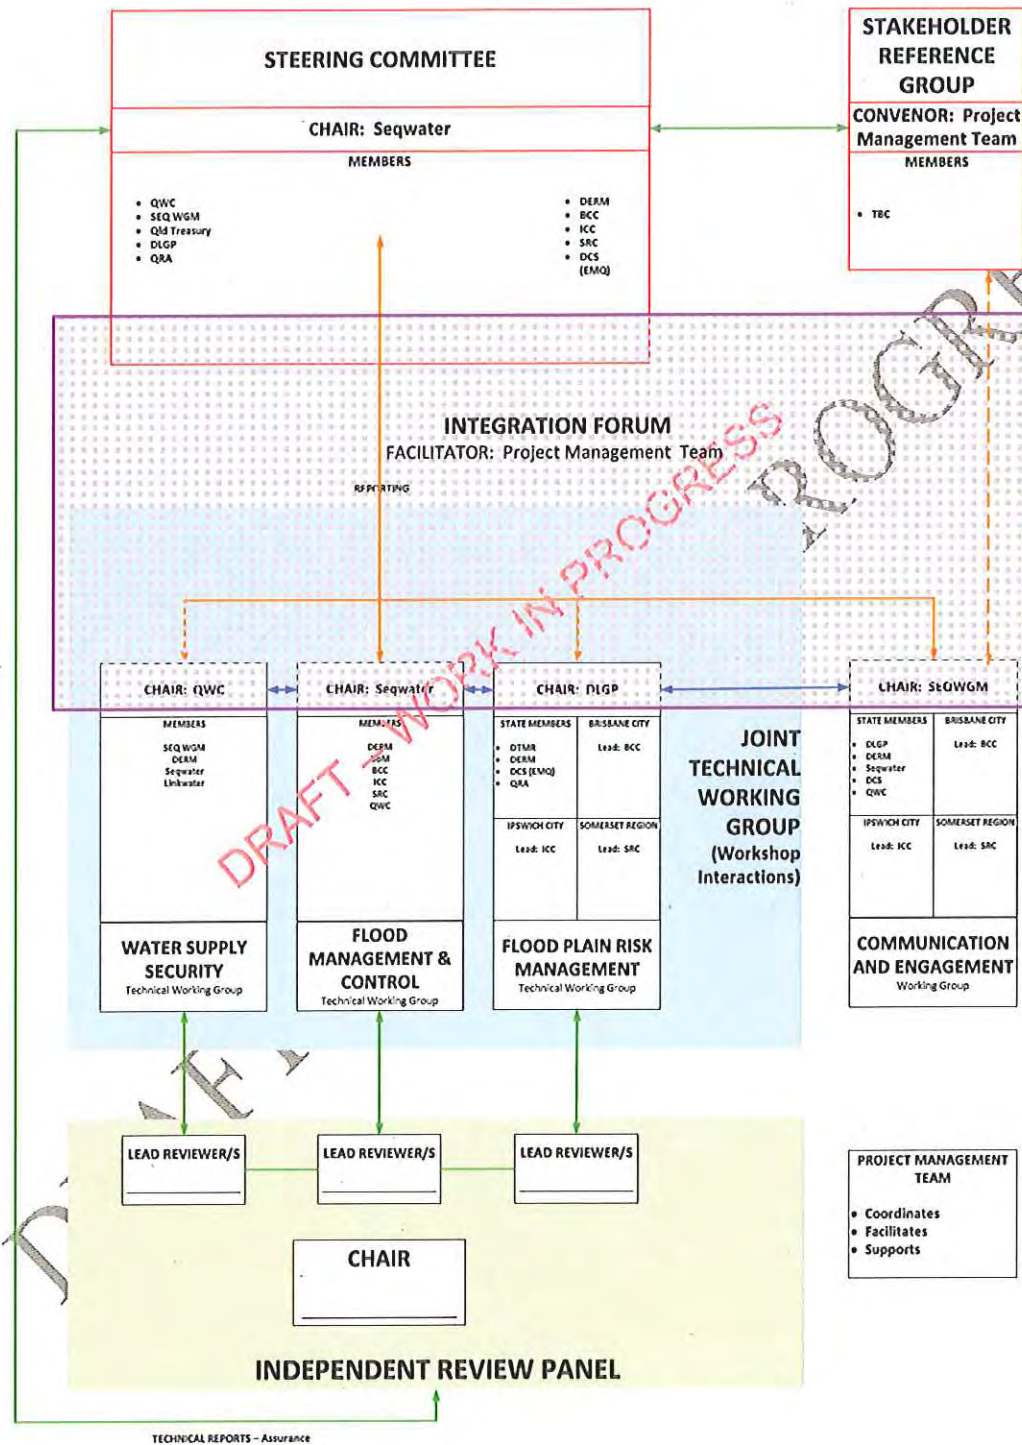 STEERING COMMITTEE
CHAIR: Seqwater
MEMBERS
• QWC
• SEQ WGM
• Qld Treasury
• DLGP
• QRA
• DERM
• BCC
• ICC
• SRC
• DCS
(EMQ)
STAKEHOLDER
REFERENCE
GROUP
CONVENOR: Project
Management Team
MEMBERS
• TBC
INTEGRATION FORUM
FACILITATOR: Project Management Team
REPORTING
DRAFT – WORK IN PROGRESS
CHAIR: QWC
MEMBERS
SEQ WGM
DERM
Seqwater
Linkwater
WATER SUPPLY
SECURITY
Technical Working Group
CHAIR: Seqwater
MEMBERS
DERM
BCC
ICC
SRC
QWC
FLOOD
MANAGEMENT &
CONTROL
Technical Working Group
CHAIR: DLGP
STATE MEMBERS
• DTMR
• DERM
• DCS (EMQ)
• QRA
BRISBANE CITY
Lead: BCC
IPSWICH CITY
Lead: ICC
SOMERSET REGION
Lead: SRC
FLOOD PLAIN RISK
MANAGEMENT
Technical Working Group
JOINT
TECHNICAL
WORKING
GROUP
(Workshop
Interactions)
CHAIR: SEQWGM
STATE MEMBERS
• DLGP
• DERM
• Seqwater
• DCS
• QWC
BRISBANE CITY
Lead: BCC
IPSWICH CITY
Lead: ICC
SOMERSET REGION
Lead: SRC
COMMUNICATION
AND ENGAGEMENT
Working Group
LEAD REVIEWER/S
LEAD REVIEWER/S
LEAD REVIEWER/S
CHAIR
INDEPENDENT REVIEW PANEL
PROJECT MANAGEMENT
TEAM
• Coordinates
• Facilitates
• Supports
TECHNICAL REPORTS – Assurance